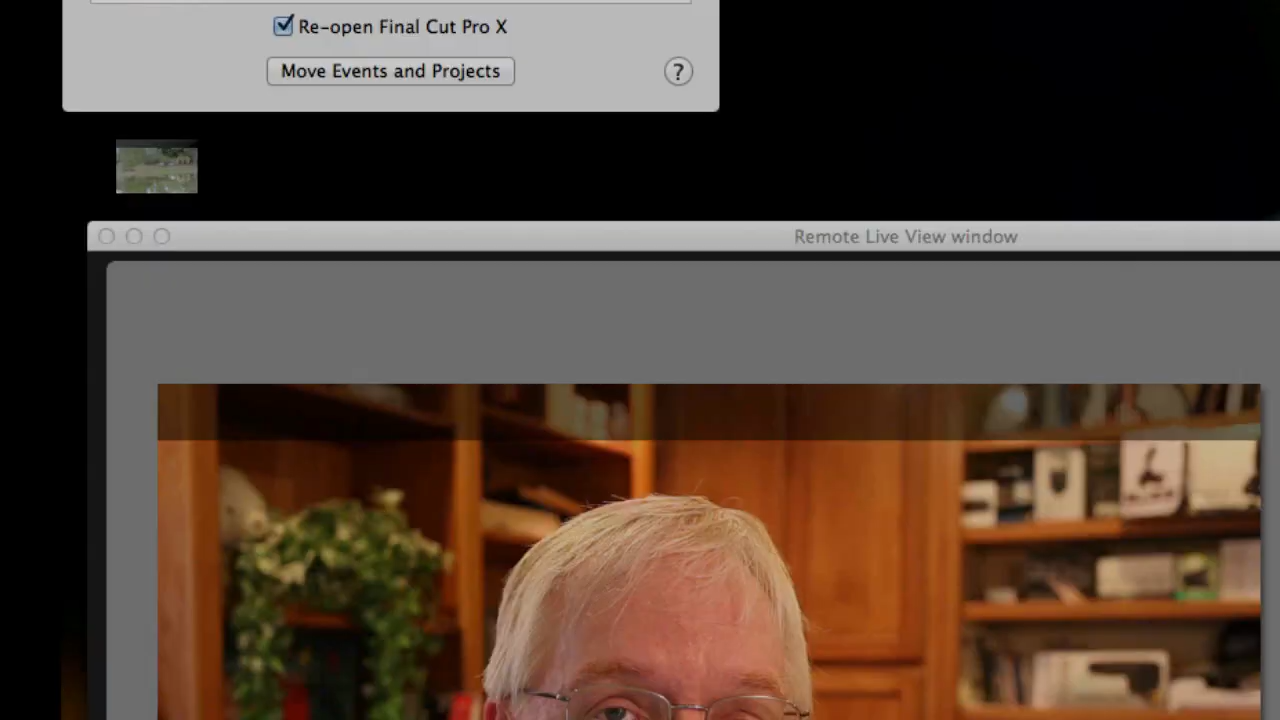 Re-open Final Cut Pro X
Move Events and Projects
?
Remote Live View window